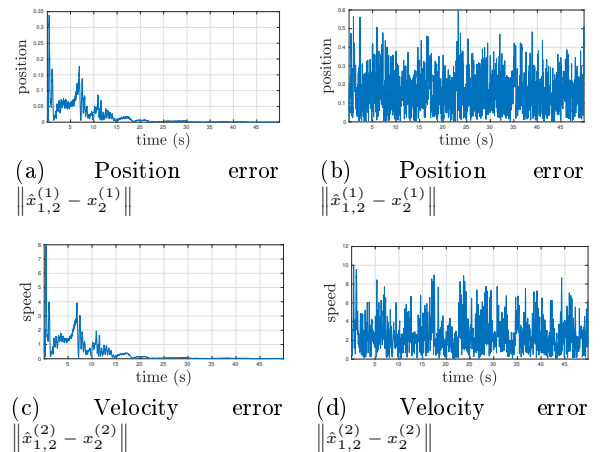 0.35
0.3
0.25
0.2
0.15
0.1
0.05
0
position
5 10 15 20 25 30 35 40 45
time (s)
(a) Position error
‖x̂₁,₂⁽¹⁾ − x₂⁽¹⁾‖
0.6
0.5
0.4
0.3
0.2
0.1
0
position
5 10 15 20 25 30 35 40 45
time (s)
(b) Position error
‖x̂₁,₂⁽¹⁾ − x₂⁽¹⁾‖
8
7
6
5
4
3
2
1
0
speed
5 10 15 20 25 30 35 40 45
time (s)
(c) Velocity error
‖x̂₁,₂⁽²⁾ − x₂⁽²⁾‖
12
10
8
6
4
2
0
speed
5 10 15 20 25 30 35 40 45
time (s)
(d) Velocity error
‖x̂₁,₂⁽²⁾ − x₂⁽²⁾‖